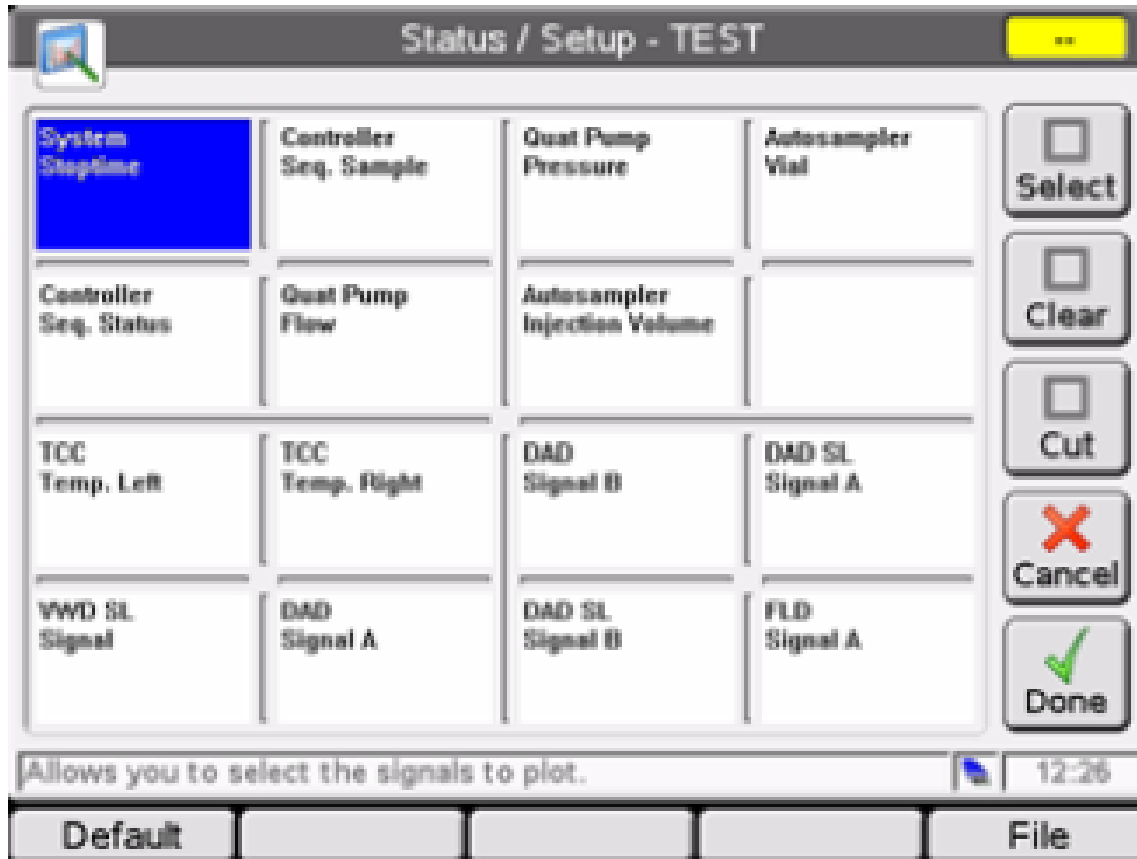 Status / Setup - TEST
--
System
Stoptime
Controller
Seq. Sample
Quat Pump
Pressure
Autosampler
Vial
Select
Controller
Seq. Status
Quat Pump
Flow
Autosampler
Injection Volume
Clear
TCC
Temp. Left
TCC
Temp. Right
DAD
Signal B
DAD SL
Signal A
Cut
Cancel
VWD SL
Signal
DAD
Signal A
DAD SL
Signal B
FLD
Signal A
Done
Allows you to select the signals to plot.
12:26
Default
File